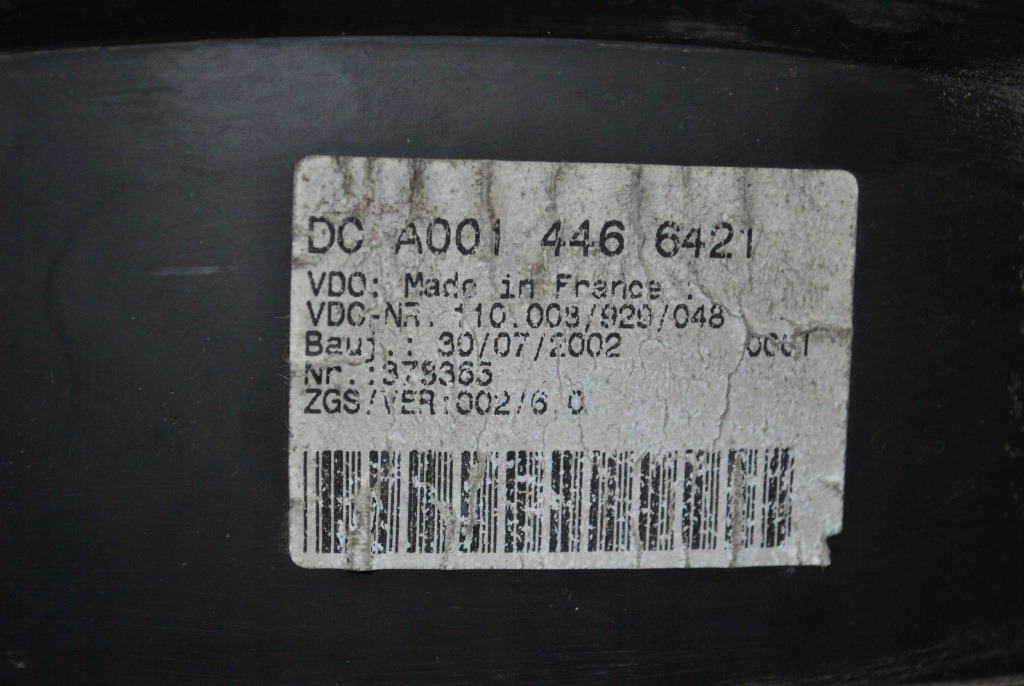 DC A001 446 6421
VDO: Made in France
VDO-NR. 110.008/929/048
Bauj.: 30/07/2002 0001
Nr.:
ZGS/VER:002/6.0